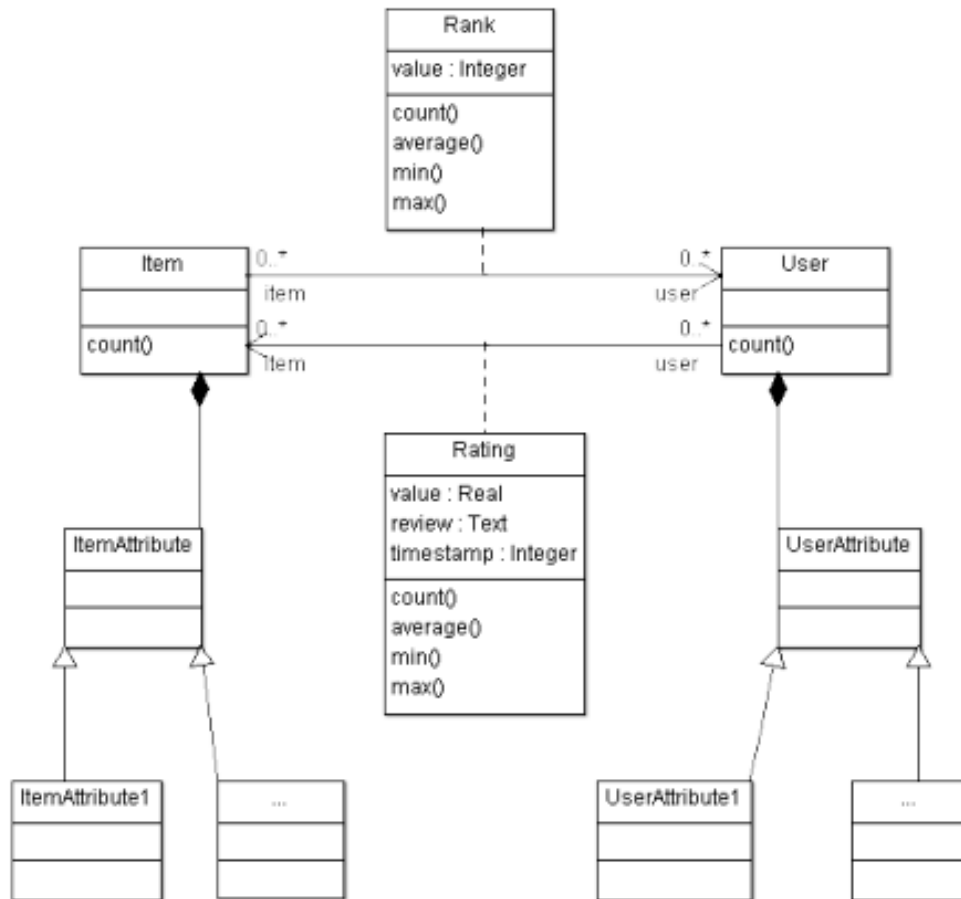 Rank
value : Integer
count()
average()
min()
max()
Item
count()
0..*
item
0..*
user
User
count()
0..*
item
0..*
user
Rating
value : Real
review : Text
timestamp : Integer
count()
average()
min()
max()
ItemAttribute
UserAttribute
ItemAttribute1
...
UserAttribute1
...